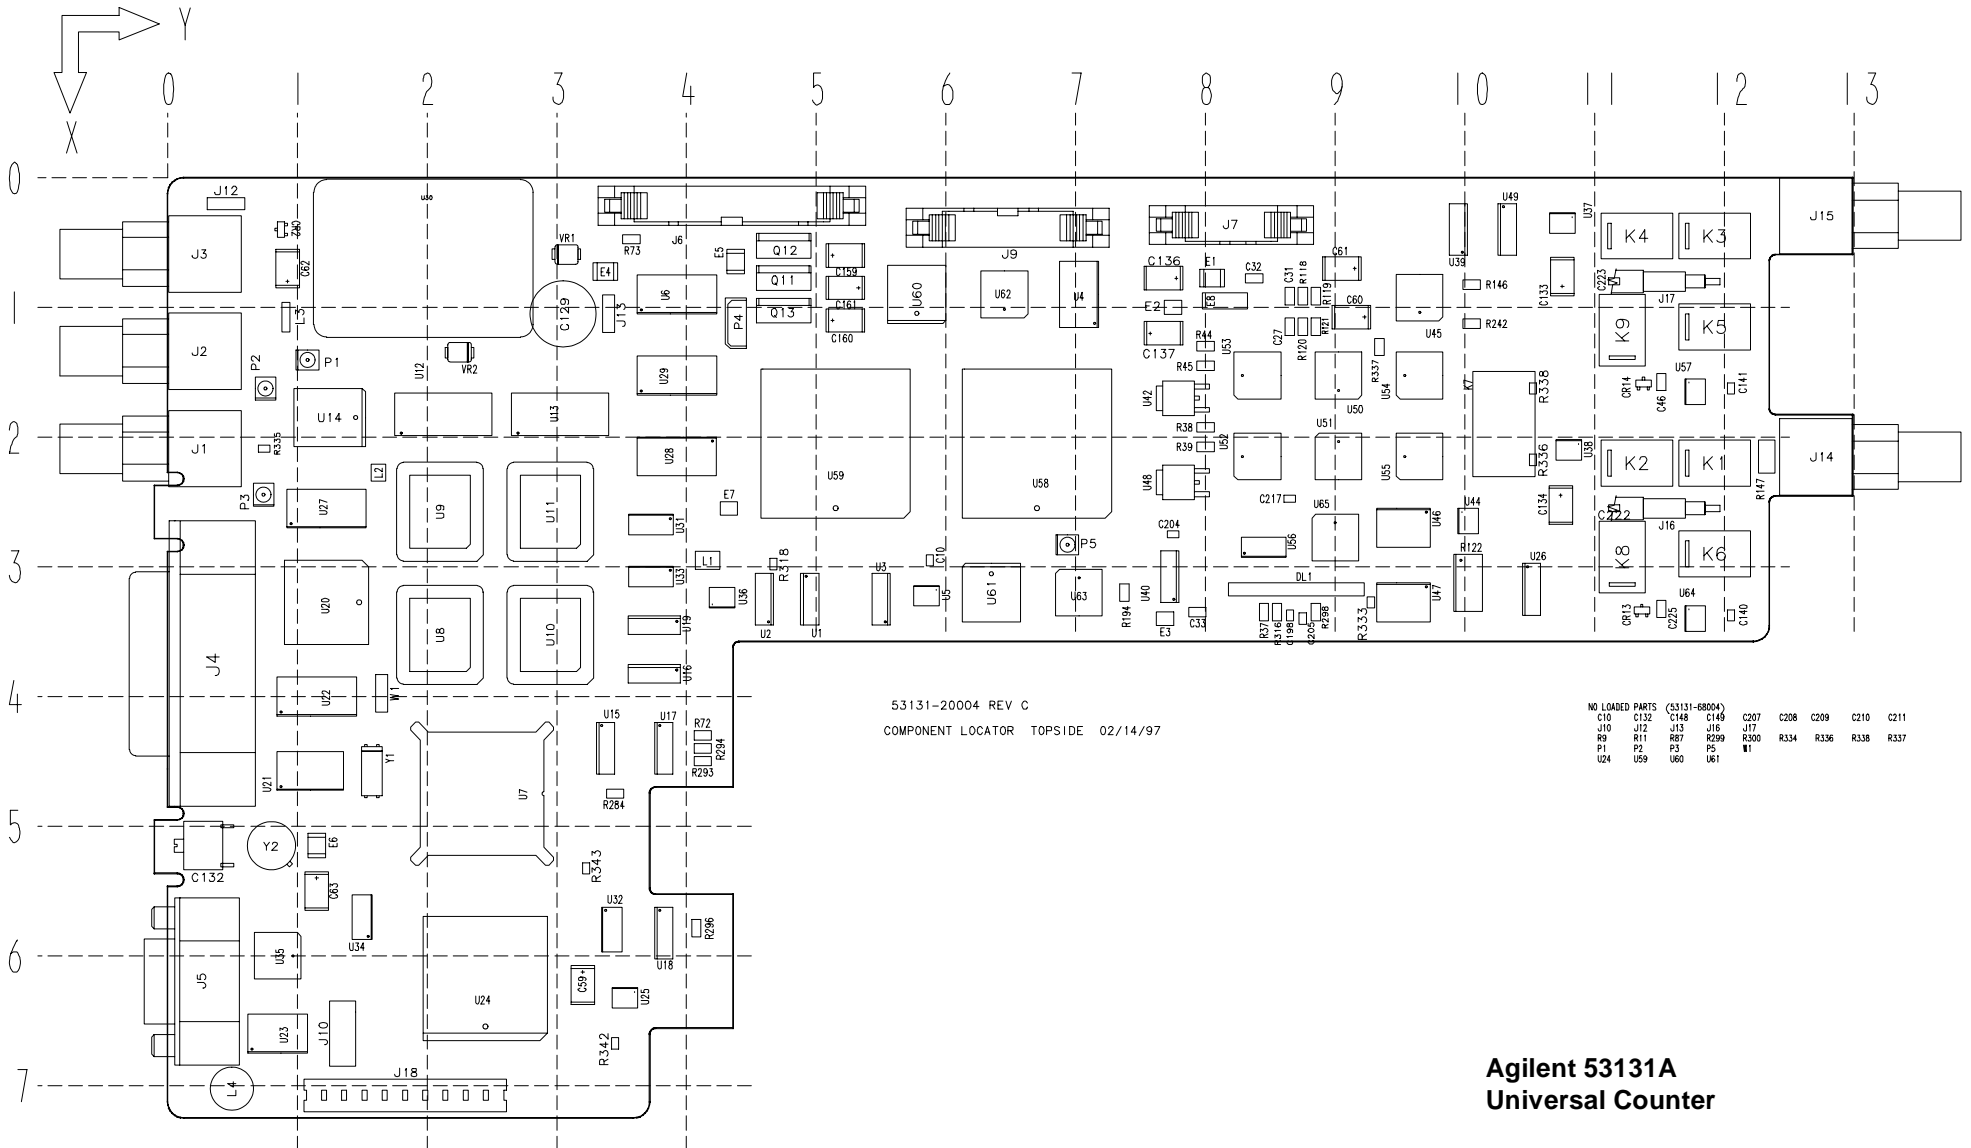 Y
X
0 1 2 3 4 5 6 7 8 9 10 11 12 13
0
J12
U30
U49
CR2
U37
J3
VR1
R73
J6
E5
Q12
J9
J7
K4
K3
J15
C62
E4
Q11
C159
C136
E1
C32
C61
U39
C223
C31
R118
R146
C133
J17
U6
U60
U62
U4
E8
R119
C60
1
L3
C129
J13
P4
Q13
C161
C160
E2
C137
C27
R120
R121
U45
R242
K9
K5
J2
P2
P1
VR2
U12
U29
R44
R45
U53
R337
U54
U50
K7
R338
CR14
C46
U57
C141
U14
U13
U42
R38
U52
U51
2
J1
R335
L2
U28
R39
U55
R336
U38
K2
K1
R147
J14
P3
U27
U9
U11
E7
U59
U58
U48
C217
U65
U46
U44
C134
C222
J16
U31
C204
U56
P5
C10
R122
U26
K8
K6
3
L1
R318
U33
U3
DL1
U20
U36
U5
U61
U63
U40
U47
U64
U8
U10
U19
U2
U1
R194
E3
C33
R37
R316
C198
C205
R298
R333
CR13
C225
C140
J4
U16
4
U22
W1
53131-20004 REV C
COMPONENT LOCATOR TOPSIDE 02/14/97
NO LOADED PARTS (53131-68004)
C10 C132 C148 C149 C207 C208 C209 C210 C211
J10 J12 J13 J16 J17
R9 R11 R87 R299 R300 R334 R336 R338 R337
P1 P2 P3 P5 W1
U24 U59 U60 U61
U15
U17
R72
R294
R293
U21
Y1
U7
R284
5
Y2
E6
C132
R343
C63
U34
U32
R296
6
U35
U18
J5
U24
C59
U25
U23
J10
R342
7
L4
J18
Agilent 53131A
Universal Counter